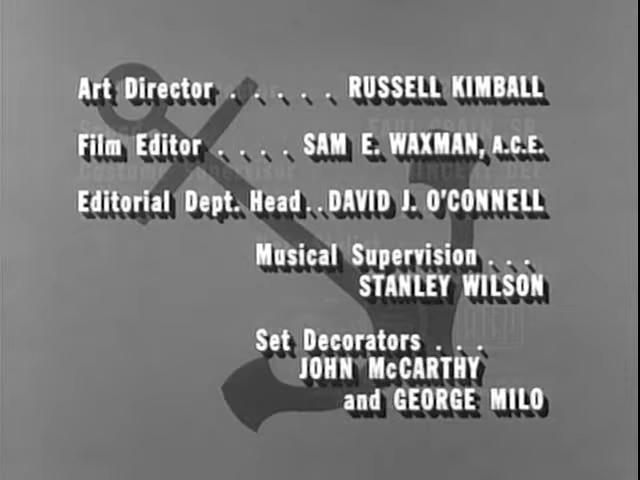 Art Director . . . . . RUSSELL KIMBALL
Film Editor . . . . SAM E. WAXMAN, A.C.E.
Editorial Dept. Head . . DAVID J. O'CONNELL
Musical Supervision . . .
STANLEY WILSON
Set Decorators . . .
JOHN McCARTHY
and GEORGE MILO